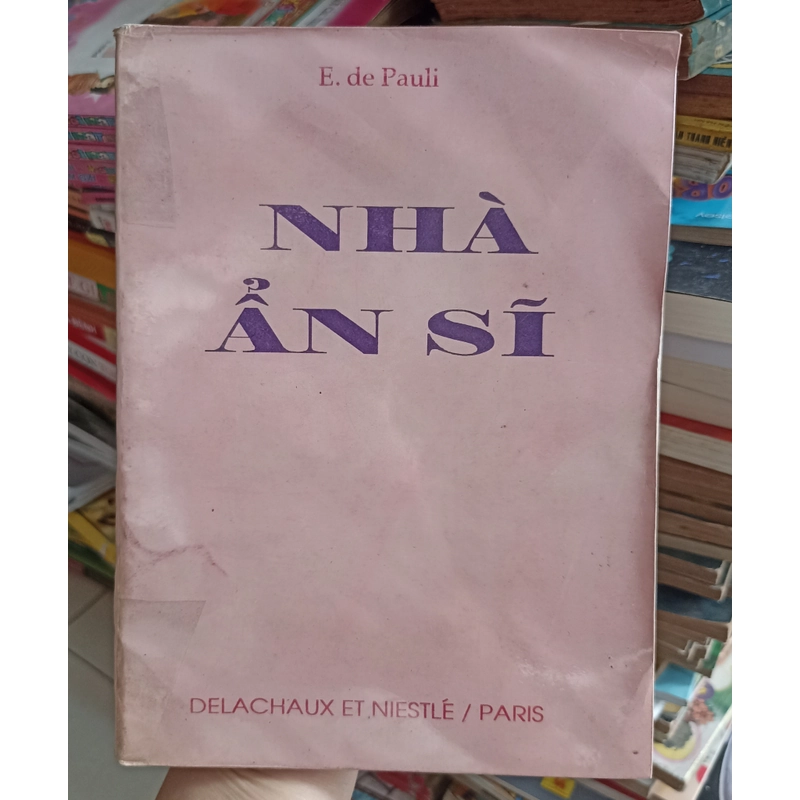 E. de Pauli
NHÀ
ẨN SĨ
DELACHAUX ET NIESTLÉ / PARIS